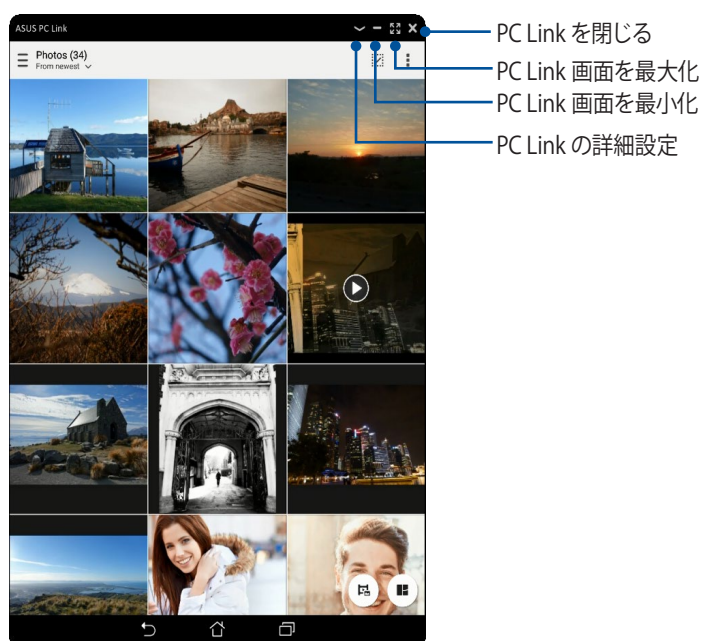 ASUS PC Link
Photos (34)
From newest
PC Link を閉じる
PC Link 画面を最大化
PC Link 画面を最小化
PC Link の詳細設定